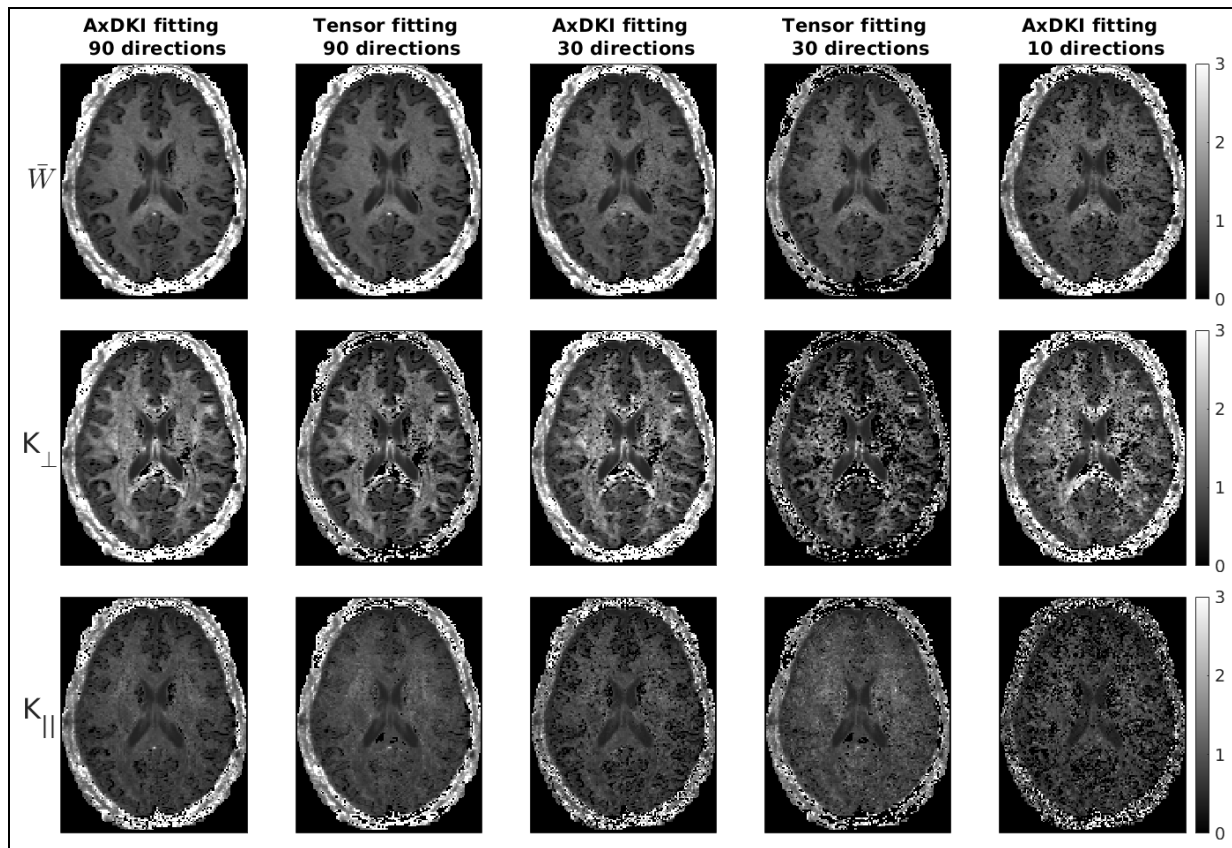 AxDKI fitting
90 directions
Tensor fitting
90 directions
AxDKI fitting
30 directions
Tensor fitting
30 directions
AxDKI fitting
10 directions
W̄
3
2
1
0
K⊥
3
2
1
0
K||
3
2
1
0